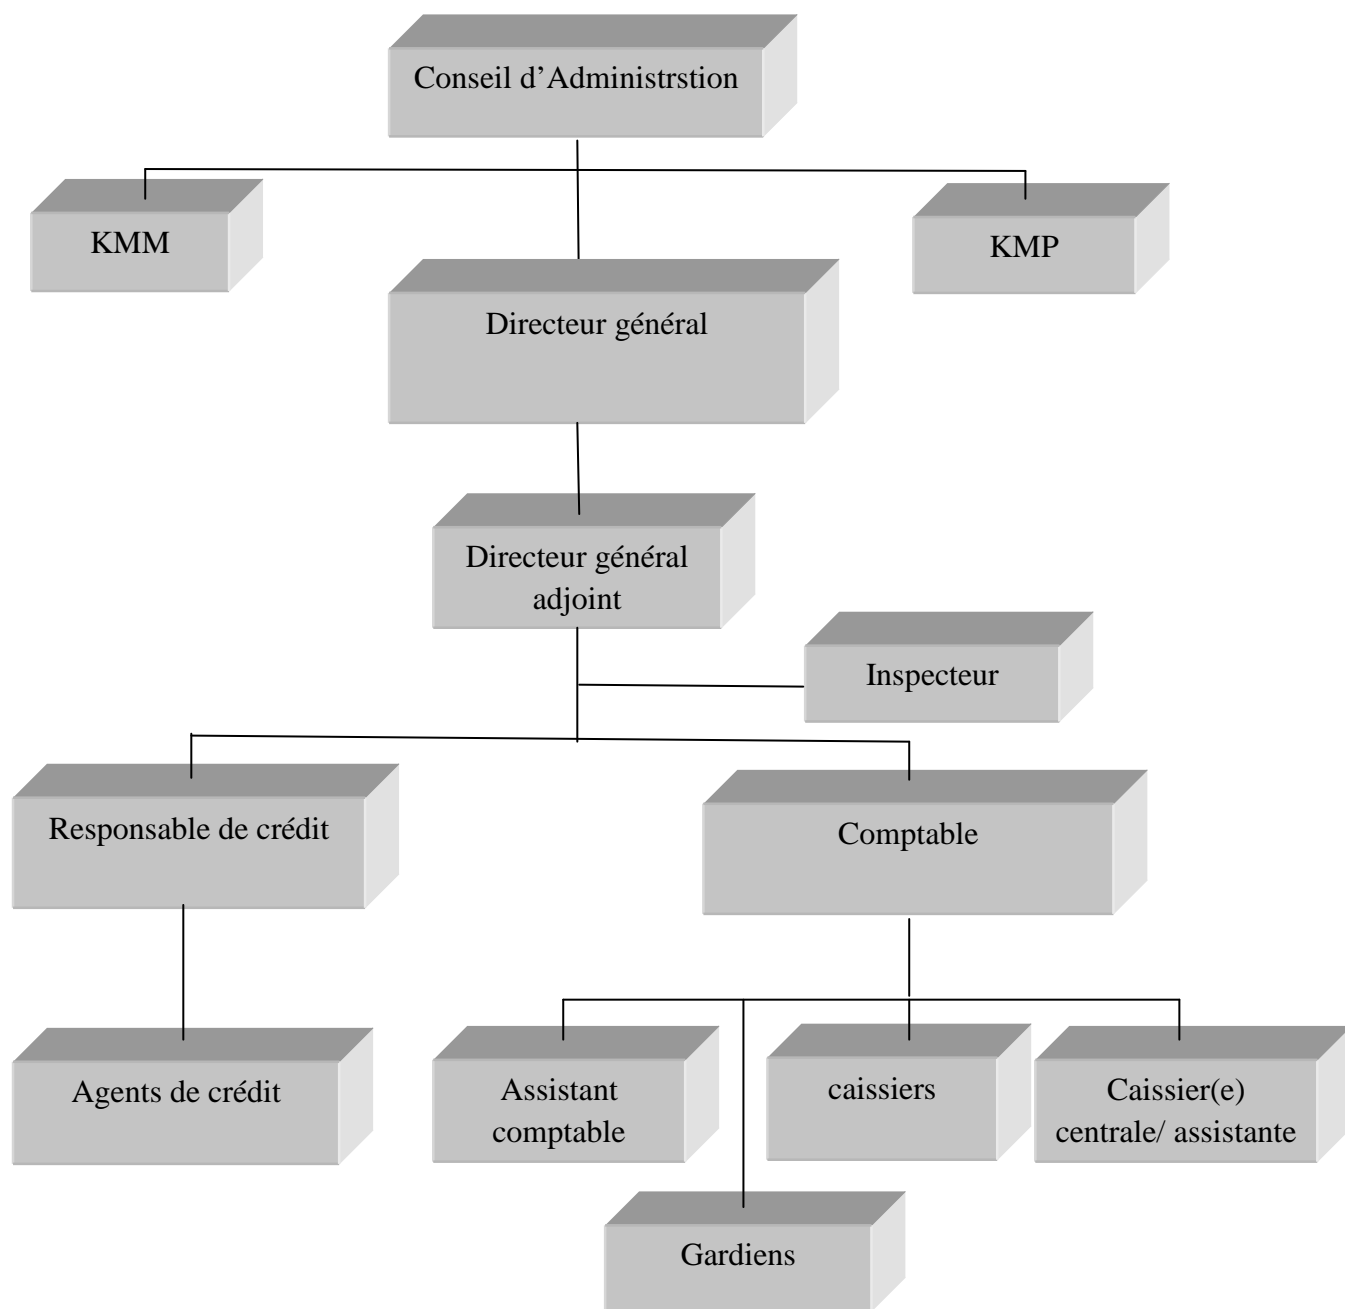 Conseil d’Administrstion
KMM
KMP
Directeur général
Directeur général
adjoint
Inspecteur
Responsable de crédit
Comptable
Agents de crédit
Assistant
comptable
caissiers
Caissier(e)
centrale/ assistante
Gardiens